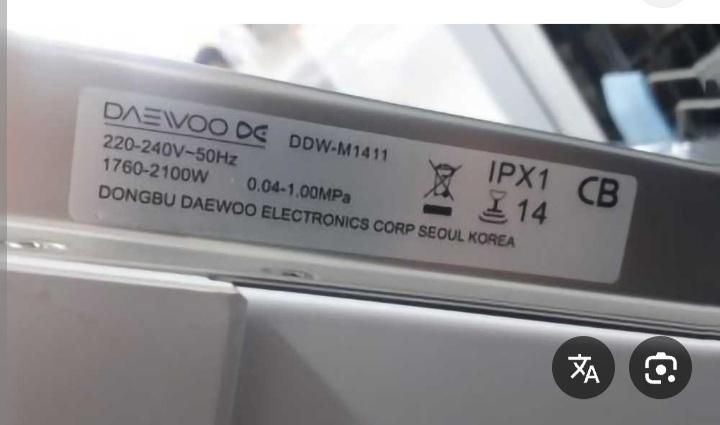 DAEWOO DE DDW-M1411
220-240V~50Hz
1760-2100W 0.04-1.00MPa
DONGBU DAEWOO ELECTRONICS CORP SEOUL KOREA
IPX1
14
CB